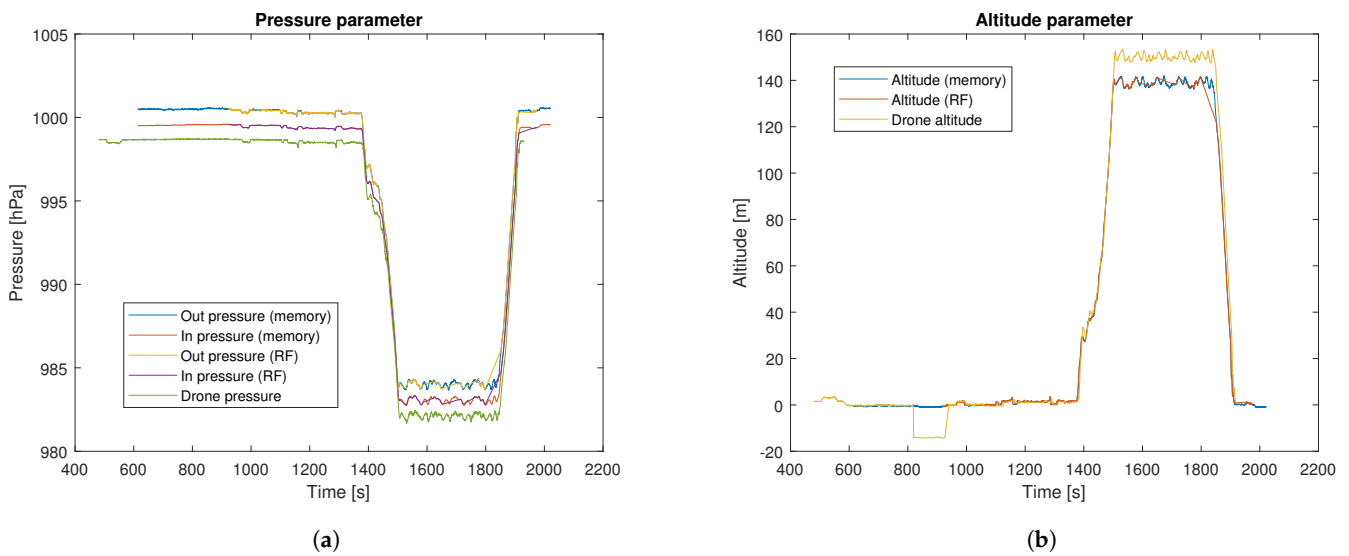 Pressure parameter
1005
1000
995
990
985
980
Pressure [hPa]
Out pressure (memory)
In pressure (memory)
Out pressure (RF)
In pressure (RF)
Drone pressure
400 600 800 1000 1200 1400 1600 1800 2000 2200
Time [s]
(a)
Altitude parameter
160
140
120
100
80
60
40
20
0
-20
Altitude [m]
Altitude (memory)
Altitude (RF)
Drone altitude
400 600 800 1000 1200 1400 1600 1800 2000 2200
Time [s]
(b)